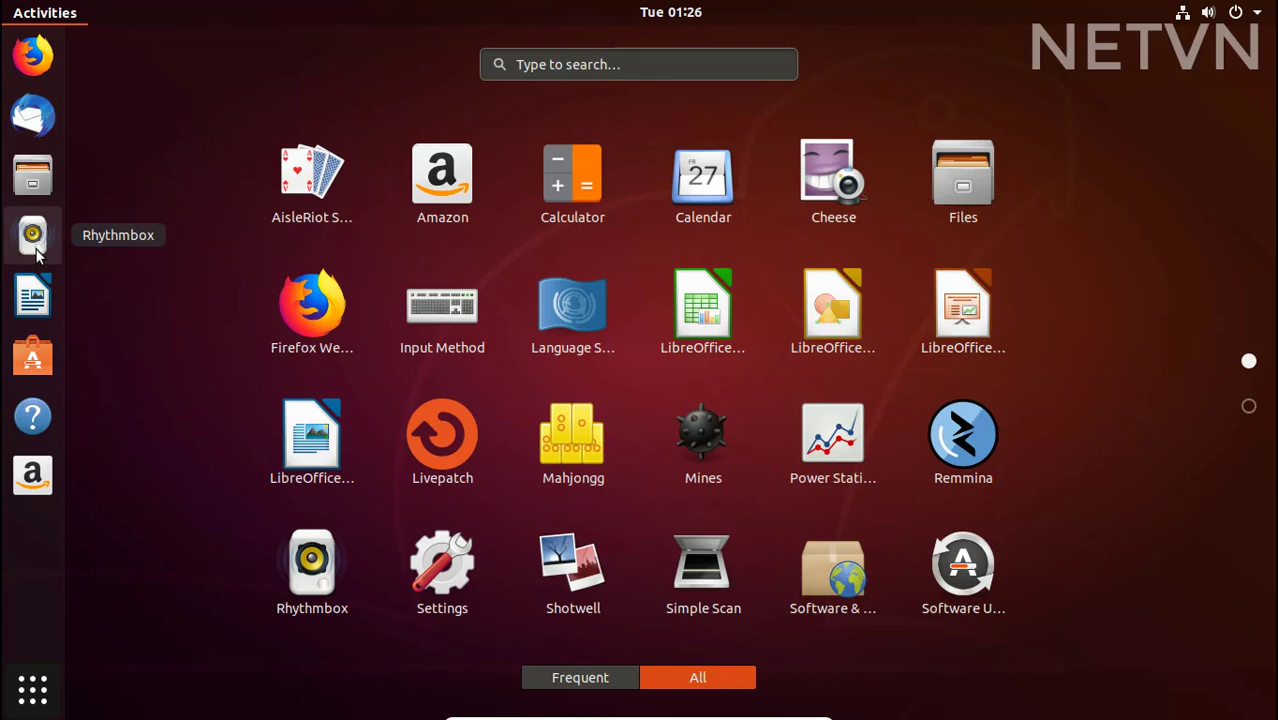 Activities
Tue 01:26
NETVN
Type to search...
AisleRiot S...
Amazon
Calculator
Calendar
Cheese
Files
Rhythmbox
Firefox We...
Input Method
Language S...
LibreOffice...
LibreOffice...
LibreOffice...
LibreOffice...
Livepatch
Mahjongg
Mines
Power Stati...
Remmina
Rhythmbox
Settings
Shotwell
Simple Scan
Software & ...
Software U...
Frequent
All